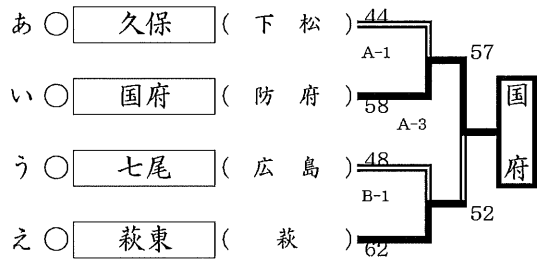 あ ○ 久保 ( 下 松 ) 44
A-1 57
い ○ 国府 ( 防 府 ) 58
A-3 国府
う ○ 七尾 ( 広 島 ) 48
B-1 52
え ○ 萩東 ( 萩 ) 62